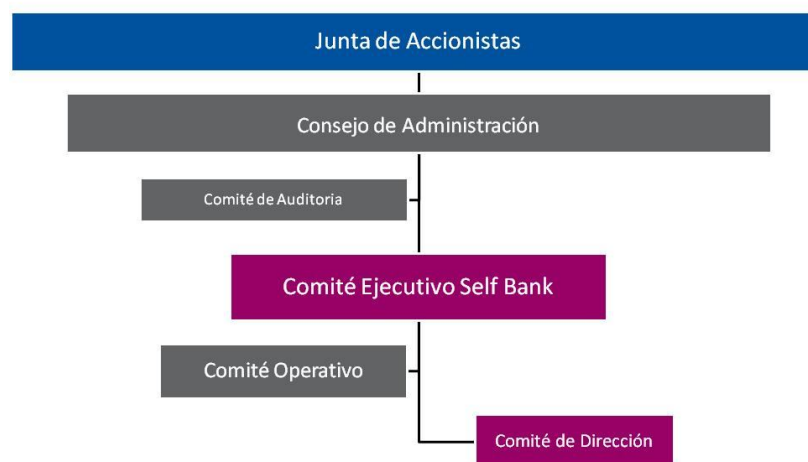 Junta de Accionistas
Consejo de Administración
Comité de Auditoria
Comité Ejecutivo Self Bank
Comité Operativo
Comité de Dirección